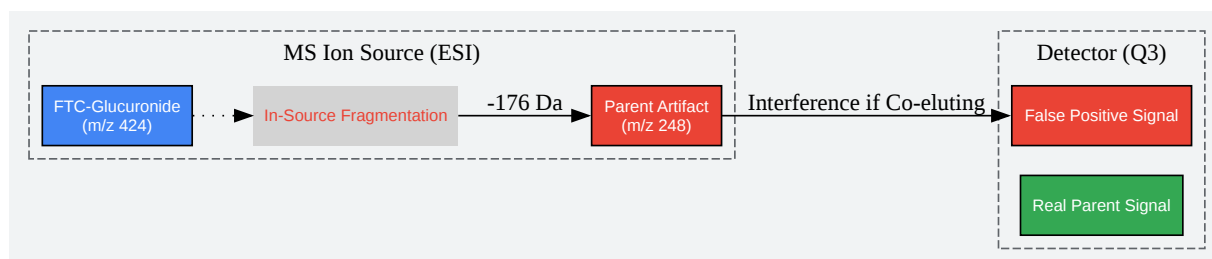 MS Ion Source (ESI)
Detector (Q3)
FTC-Glucuronide
(m/z 424)
In-Source Fragmentation
-176 Da
Parent Artifact
(m/z 248)
Interference if Co-eluting
False Positive Signal
Real Parent Signal